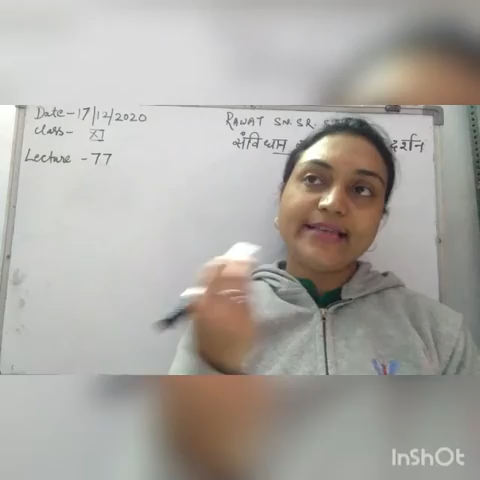 Date - 17/12/2020
Class - XI
Lecture - 77
RAWAT SN. SR.
संविधान
दर्शन
InShOt